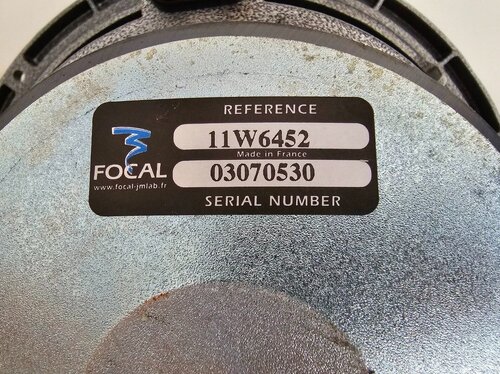 REFERENCE
11W6452
Made in France
FOCAL
www.focal-jmlab.fr
03070530
SERIAL NUMBER